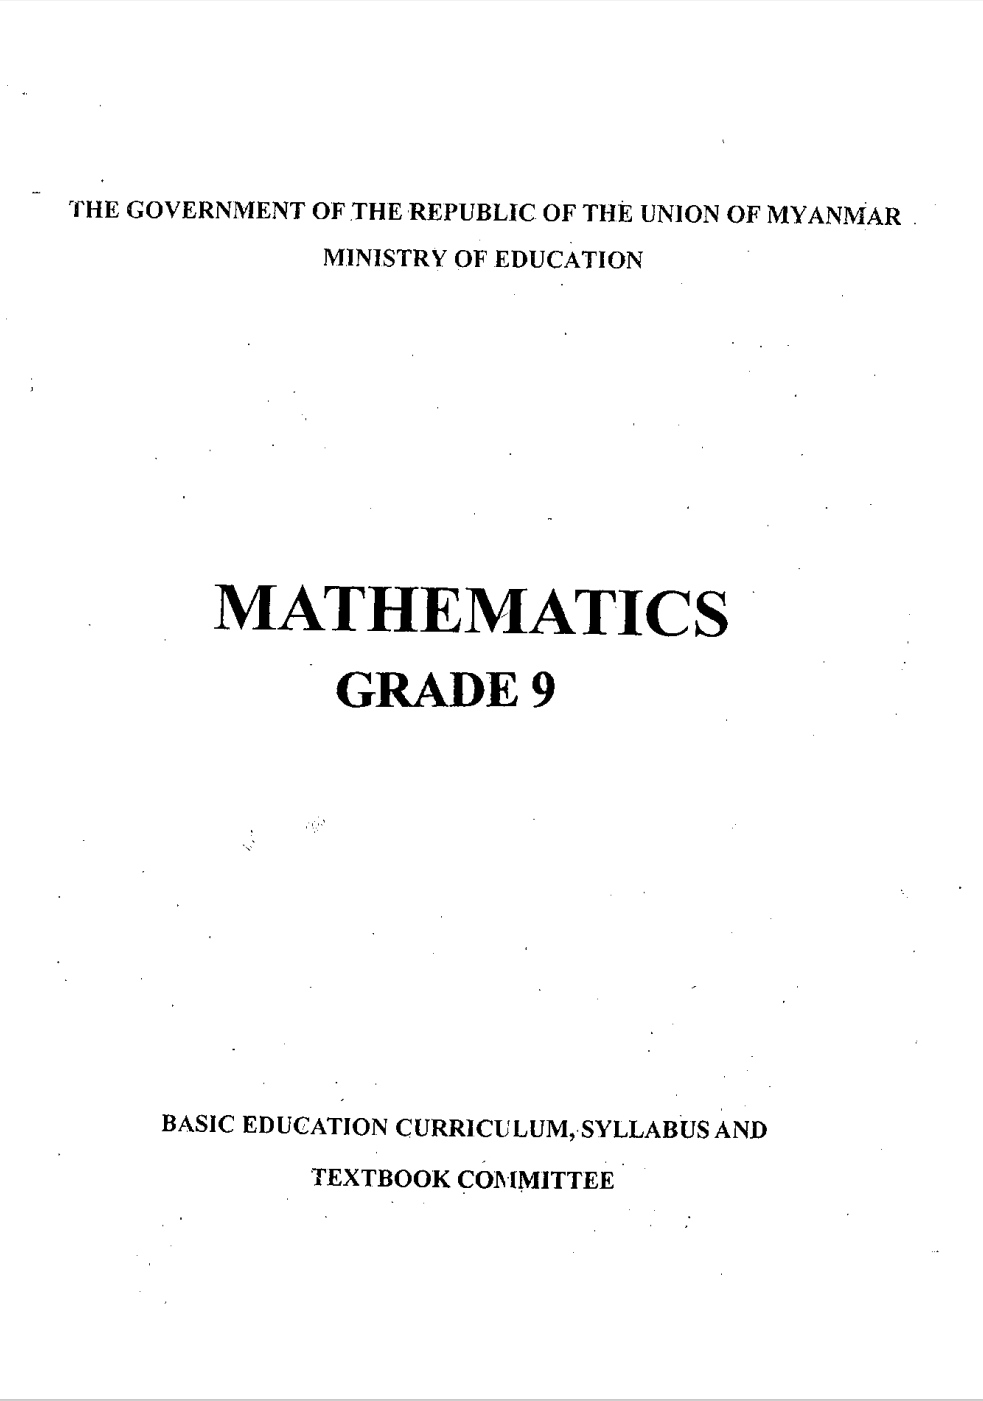 THE GOVERNMENT OF THE REPUBLIC OF THE UNION OF MYANMAR
MINISTRY OF EDUCATION
MATHEMATICS
GRADE 9
BASIC EDUCATION CURRICULUM, SYLLABUS AND
TEXTBOOK COMMITTEE